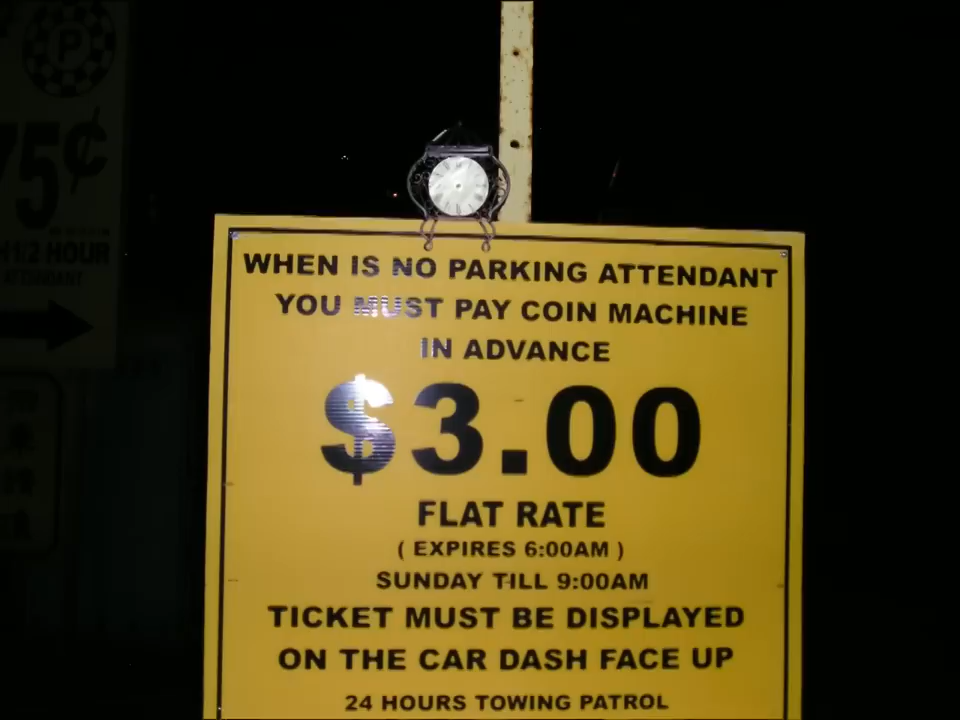 P
75¢
1/2 HOUR
ATTENDANT
WHEN IS NO PARKING ATTENDANT
YOU MUST PAY COIN MACHINE
IN ADVANCE
$3.00
FLAT RATE
( EXPIRES 6:00AM )
SUNDAY TILL 9:00AM
TICKET MUST BE DISPLAYED
ON THE CAR DASH FACE UP
24 HOURS TOWING PATROL